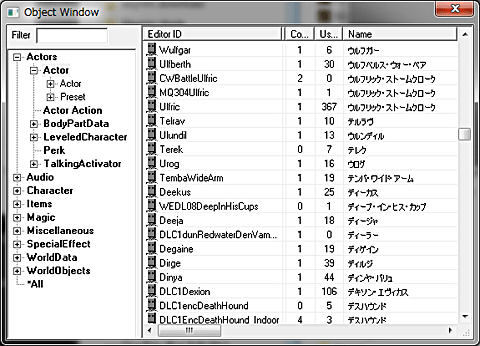 Object Window
Filter
Actors
Actor
Actor
Preset
Actor Action
BodyPartData
LeveledCharacter
Perk
TalkingActivator
Audio
Character
Items
Magic
Miscellaneous
SpecialEffect
WorldData
WorldObjects
*All
Editor ID Co... Us... Name
Wulfgar 1 6 ウルフガー
Ulfberth 1 30 ウルフベルス・ウォー・ベア
CWBattleUlfric 2 0 ウルフリック・ストームクローク
MQ304Ulfric 1 1 ウルフリック・ストームクローク
Ulfric 1 367 ウルフリック・ストームクローク
Telrav 1 10 テルラヴ
Ulundil 1 13 ウルンディル
Terek 0 7 テレク
Urog 1 16 ウログ
TembaWideArm 1 19 テンバ・ワイド・アーム
Deekus 1 25 ディーカス
WEDL08DeepInHisCups 0 1 ディープ・イン・ヒス・カップ
Deeja 1 18 ディージャ
DLC1dunRedwaterDenVam... 1 0 ディーラー
Degaine 1 19 ディゲイン
Dirge 1 39 ディルジ
Dinya 1 44 ディンヤ・バリュ
DLC1Dexion 1 106 デキソン・エヴィカス
DLC1encDeathHound 0 5 デスハウンド
DLC1EncDeathHound_Indoor 4 3 デスハウンド